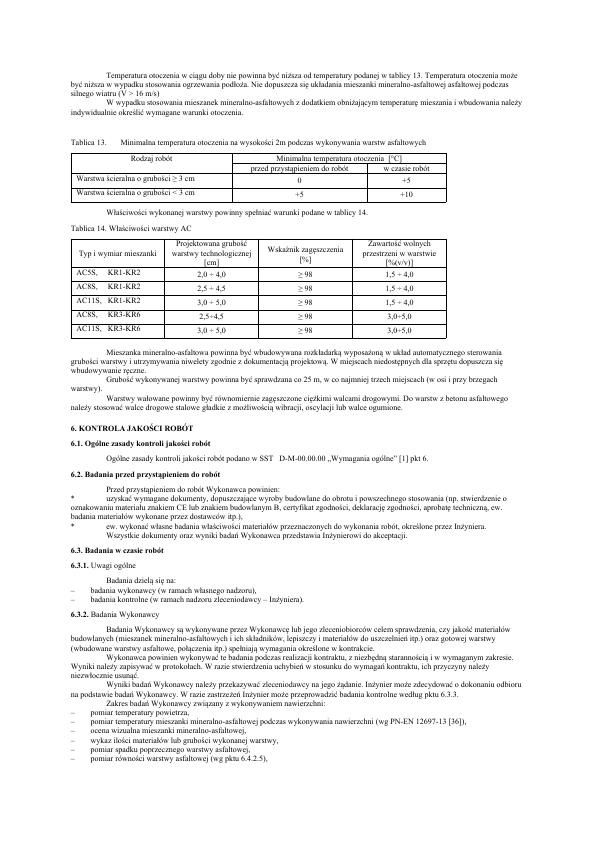 Temperatura otoczenia w ciągu doby nie powinna być niższa od temperatury podanej w tablicy 13. Temperatura otoczenia może
być niższa w wypadku stosowania ogrzewania podłoża. Nie dopuszcza się układania mieszanki mineralno-asfaltowej asfaltowej podczas
silnego wiatru (V > 16 m/s)
W wypadku stosowania mieszanek mineralno-asfaltowych z dodatkiem obniżającym temperaturę mieszania i wbudowania należy
indywidualnie określić wymagane warunki otoczenia.
Tablica 13. Minimalna temperatura otoczenia na wysokości 2m podczas wykonywania warstw asfaltowych
Rodzaj robót Minimalna temperatura otoczenia [°C]
przed przystąpieniem do robót w czasie robót
Warstwa ścieralna o grubości ≥ 3 cm 0 +5
Warstwa ścieralna o grubości < 3 cm +5 +10
Właściwości wykonanej warstwy powinny spełniać warunki podane w tablicy 14.
Tablica 14. Właściwości warstwy AC
Typ i wymiar mieszanki Projektowana grubość warstwy technologicznej [cm] Wskaźnik zagęszczenia [%] Zawartość wolnych przestrzeni w warstwie [%(v/v)]
AC5S, KR1-KR2 2,0 ÷ 4,0 ≥ 98 1,5 ÷ 4,0
AC8S, KR1-KR2 2,5 ÷ 4,5 ≥ 98 1,5 ÷ 4,0
AC11S, KR1-KR2 3,0 ÷ 5,0 ≥ 98 1,5 ÷ 4,0
AC8S, KR3-KR6 2,5÷4,5 ≥ 98 3,0÷5,0
AC11S, KR3-KR6 3,0 ÷ 5,0 ≥ 98 3,0÷5,0
Mieszanka mineralno-asfaltowa powinna być wbudowywana rozkładarką wyposażoną w układ automatycznego sterowania
grubości warstwy i utrzymywania niwelety zgodnie z dokumentacją projektową. W miejscach niedostępnych dla sprzętu dopuszcza się
wbudowywanie ręczne.
Grubość wykonywanej warstwy powinna być sprawdzana co 25 m, w co najmniej trzech miejscach (w osi i przy brzegach
warstwy).
Warstwy wałowane powinny być równomiernie zagęszczone ciężkimi walcami drogowymi. Do warstw z betonu asfaltowego
należy stosować walce drogowe stalowe gładkie z możliwością wibracji, oscylacji lub walce ogumione.
6. KONTROLA JAKOŚCI ROBÓT
6.1. Ogólne zasady kontroli jakości robót
Ogólne zasady kontroli jakości robót podano w SST D-M-00.00.00 „Wymagania ogólne” [1] pkt 6.
6.2. Badania przed przystąpieniem do robót
Przed przystąpieniem do robót Wykonawca powinien:
* uzyskać wymagane dokumenty, dopuszczające wyroby budowlane do obrotu i powszechnego stosowania (np. stwierdzenie o
oznakowaniu materiału znakiem CE lub znakiem budowlanym B, certyfikat zgodności, deklarację zgodności, aprobatę techniczną, ew.
badania materiałów wykonane przez dostawców itp.),
* ew. wykonać własne badania właściwości materiałów przeznaczonych do wykonania robót, określone przez Inżyniera.
Wszystkie dokumenty oraz wyniki badań Wykonawca przedstawia Inżynierowi do akceptacji.
6.3. Badania w czasie robót
6.3.1. Uwagi ogólne
Badania dzielą się na:
– badania wykonawcy (w ramach własnego nadzoru),
– badania kontrolne (w ramach nadzoru zleceniodawcy – Inżyniera).
6.3.2. Badania Wykonawcy
Badania Wykonawcy są wykonywane przez Wykonawcę lub jego zleceniobiorców celem sprawdzenia, czy jakość materiałów
budowlanych (mieszanek mineralno-asfaltowych i ich składników, lepiszczy i materiałów do uszczelnień itp.) oraz gotowej warstwy
(wbudowane warstwy asfaltowe, połączenia itp.) spełniają wymagania określone w kontrakcie.
Wykonawca powinien wykonywać te badania podczas realizacji kontraktu, z niezbędną starannością i w wymaganym zakresie.
Wyniki należy zapisywać w protokołach. W razie stwierdzenia uchybień w stosunku do wymagań kontraktu, ich przyczyny należy
niezwłocznie usunąć.
Wyniki badań Wykonawcy należy przekazywać zleceniodawcy na jego żądanie. Inżynier może zdecydować o dokonaniu odbioru
na podstawie badań Wykonawcy. W razie zastrzeżeń Inżynier może przeprowadzić badania kontrolne według pktu 6.3.3.
Zakres badań Wykonawcy związany z wykonywaniem nawierzchni:
– pomiar temperatury powietrza,
– pomiar temperatury mieszanki mineralno-asfaltowej podczas wykonywania nawierzchni (wg PN-EN 12697-13 [36]),
– ocena wizualna mieszanki mineralno-asfaltowej,
– wykaz ilości materiałów lub grubości wykonanej warstwy,
– pomiar spadku poprzecznego warstwy asfaltowej,
– pomiar równości warstwy asfaltowej (wg pktu 6.4.2.5),